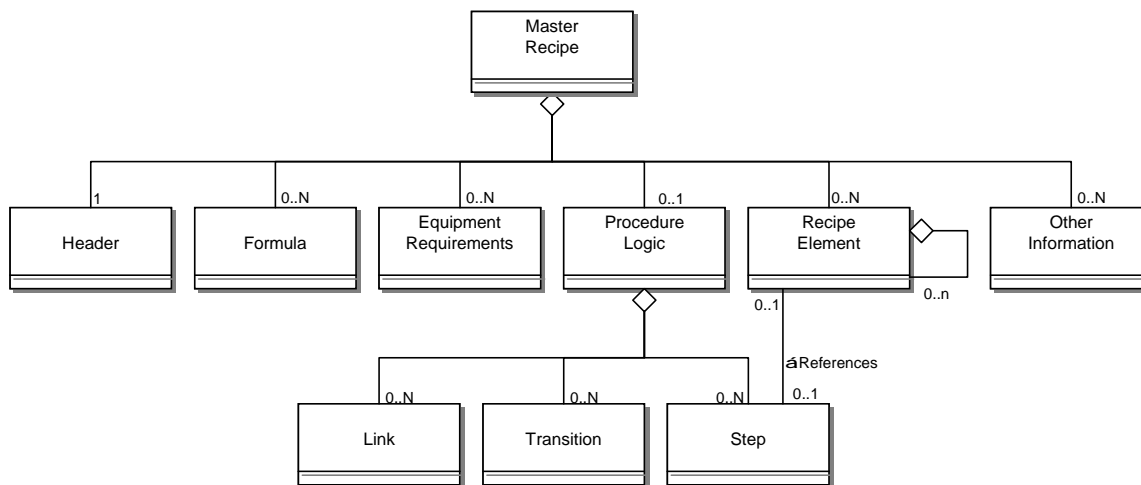 Master
Recipe
1
0..N
0..N
0..1
0..N
0..N
Header
Formula
Equipment
Requirements
Procedure
Logic
Recipe
Element
Other
Information
0..n
0..1
áReferences
0..N
0..N
0..N
0..1
Link
Transition
Step